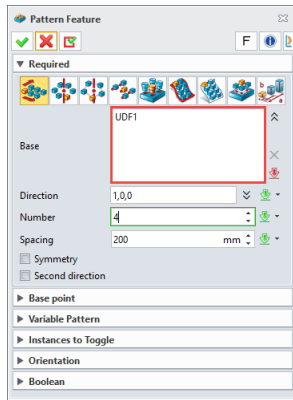 Pattern Feature
F
Required
UDF1
Base
Direction 1,0,0
Number 4
Spacing 200 mm
Symmetry
Second direction
Base point
Variable Pattern
Instances to Toggle
Orientation
Boolean